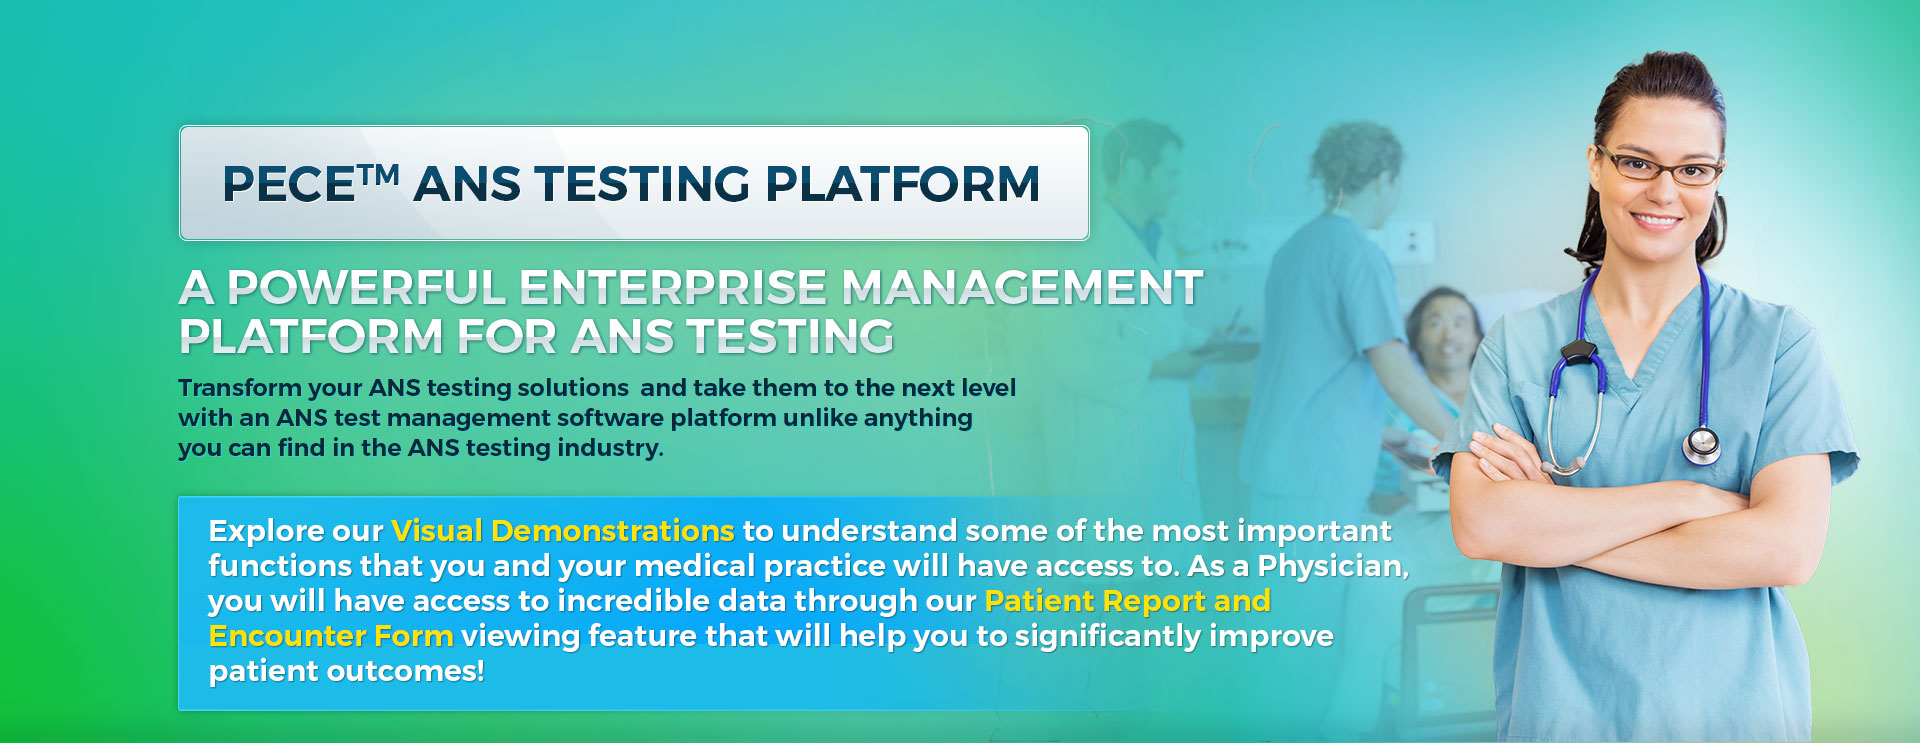 PECE™ ANS TESTING PLATFORM
A POWERFUL ENTERPRISE MANAGEMENT
PLATFORM FOR ANS TESTING
Transform your ANS testing solutions  and take them to the next level
with an ANS test management software platform unlike anything
you can find in the ANS testing industry.
Explore our Visual Demonstrations to understand some of the most important
functions that you and your medical practice will have access to. As a Physician,
you will have access to incredible data through our Patient Report and
Encounter Form viewing feature that will help you to significantly improve
patient outcomes!